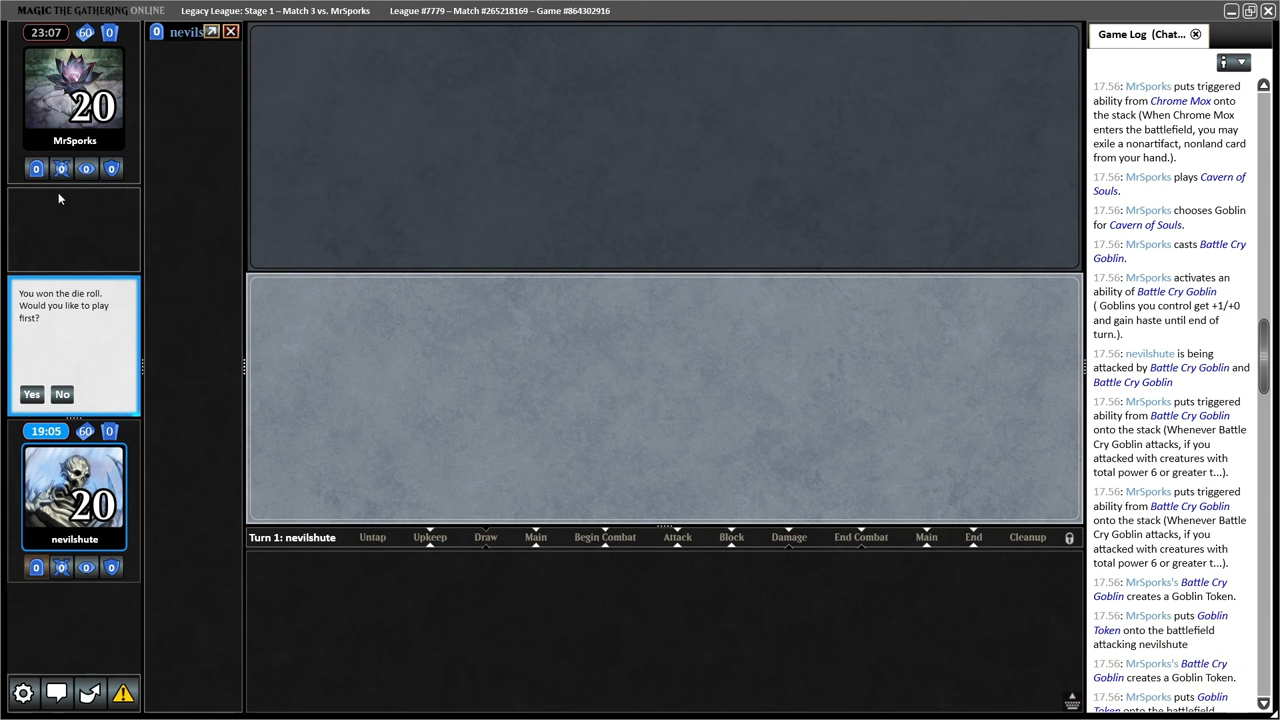 MAGIC THE GATHERING ONLINE
Legacy League: Stage 1 – Match 3 vs. MrSporks
League #7779 – Match #265218169 – Game #864302916
23:07
60
0
20
MrSporks
0
0
0
0
You won the die roll.
Would you like to play
first?
Yes
No
19:05
60
0
20
nevilshute
0
0
0
0
0
nevils
Turn 1: nevilshute
Untap
Upkeep
Draw
Main
Begin Combat
Attack
Block
Damage
End Combat
Main
End
Cleanup
Game Log (Chat...
17.56: MrSporks puts triggered
ability from Chrome Mox onto
the stack (When Chrome Mox
enters the battlefield, you may
exile a nonartifact, nonland card
from your hand.).
17.56: MrSporks plays Cavern of
Souls.
17.56: MrSporks chooses Goblin
for Cavern of Souls.
17.56: MrSporks casts Battle Cry
Goblin.
17.56: MrSporks activates an
ability of Battle Cry Goblin
( Goblins you control get +1/+0
and gain haste until end of
turn.).
17.56: nevilshute is being
attacked by Battle Cry Goblin and
Battle Cry Goblin
17.56: MrSporks puts triggered
ability from Battle Cry Goblin
onto the stack (Whenever Battle
Cry Goblin attacks, if you
attacked with creatures with
total power 6 or greater t...).
17.56: MrSporks puts triggered
ability from Battle Cry Goblin
onto the stack (Whenever Battle
Cry Goblin attacks, if you
attacked with creatures with
total power 6 or greater t...).
17.56: MrSporks's Battle Cry
Goblin creates a Goblin Token.
17.56: MrSporks puts Goblin
Token onto the battlefield
attacking nevilshute
17.56: MrSporks's Battle Cry
Goblin creates a Goblin Token.
17.56: MrSporks puts Goblin
Token onto the battlefield